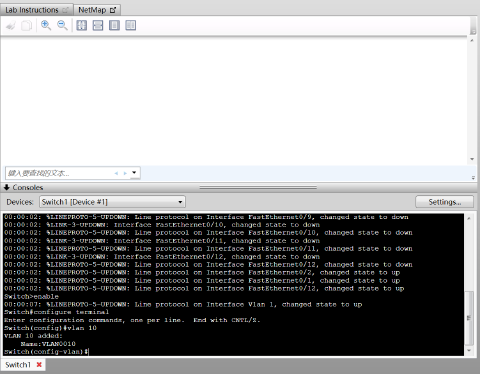 Lab Instructions
NetMap
键入要查找的文本...
Consoles
Devices: Switch1 [Device #1] Settings...
00:00:02: %LINEPROTO-5-UPDOWN: Line protocol on Interface FastEthernet0/9, changed state to down
00:00:02: %LINK-3-UPDOWN: Interface FastEthernet0/10, changed state to down
00:00:02: %LINEPROTO-5-UPDOWN: Line protocol on Interface FastEthernet0/10, changed state to down
00:00:02: %LINK-3-UPDOWN: Interface FastEthernet0/11, changed state to down
00:00:02: %LINEPROTO-5-UPDOWN: Line protocol on Interface FastEthernet0/11, changed state to down
00:00:02: %LINK-3-UPDOWN: Interface FastEthernet0/12, changed state to down
00:00:02: %LINEPROTO-5-UPDOWN: Line protocol on Interface FastEthernet0/12, changed state to down
00:00:02: %LINEPROTO-5-UPDOWN: Line protocol on Interface FastEthernet0/2, changed state to up
00:00:02: %LINEPROTO-5-UPDOWN: Line protocol on Interface FastEthernet0/1, changed state to up
00:00:02: %LINEPROTO-5-UPDOWN: Line protocol on Interface FastEthernet0/12, changed state to up
Switch>enable
00:00:07: %LINEPROTO-5-UPDOWN: Line protocol on Interface Vlan 1, changed state to up
Switch#configure terminal
Enter configuration commands, one per line. End with CNTL/Z.
Switch(config)#vlan 10
VLAN 10 added:
Name:VLAN0010
Switch(config-vlan)#
Switch1